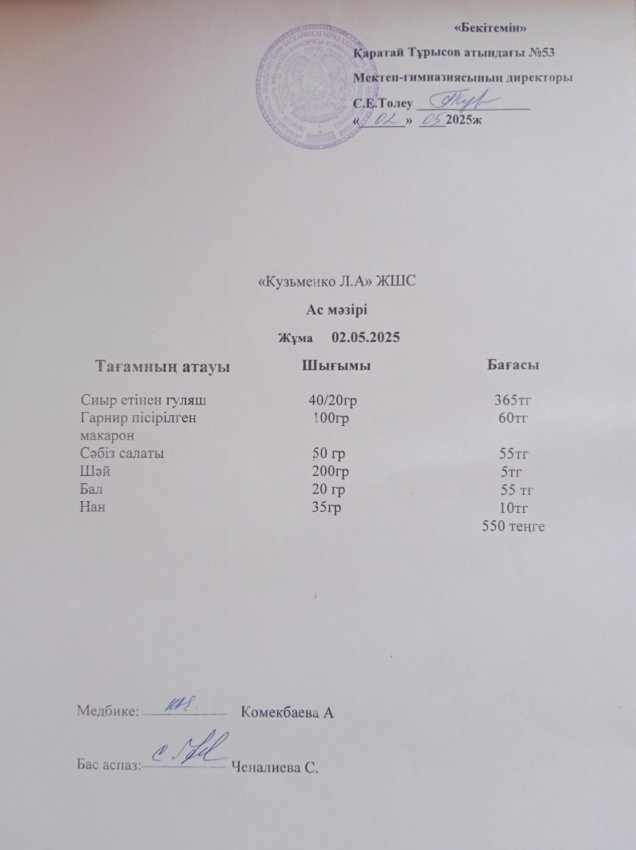 «Бекітемін»
Қаратай Тұрысов атындағы №53
Мектеп-гимназиясының директоры
С.Е.Төлеу
« 02 » 05 2025ж
«Кузьменко Л.А» ЖШС
Ас мәзірі
Жұма 02.05.2025
Тағамның атауы Шығымы Бағасы
Сиыр етінен гуляш 40/20гр 365тг
Гарнир пісірілген 100гр 60тг
макарон
Сәбіз салаты 50 гр 55тг
Шәй 200гр 5тг
Бал 20 гр 55 тг
Нан 35гр 10тг
550 теңге
Медбике: Комекбаева А
Бас аспаз: Ченалиева С.